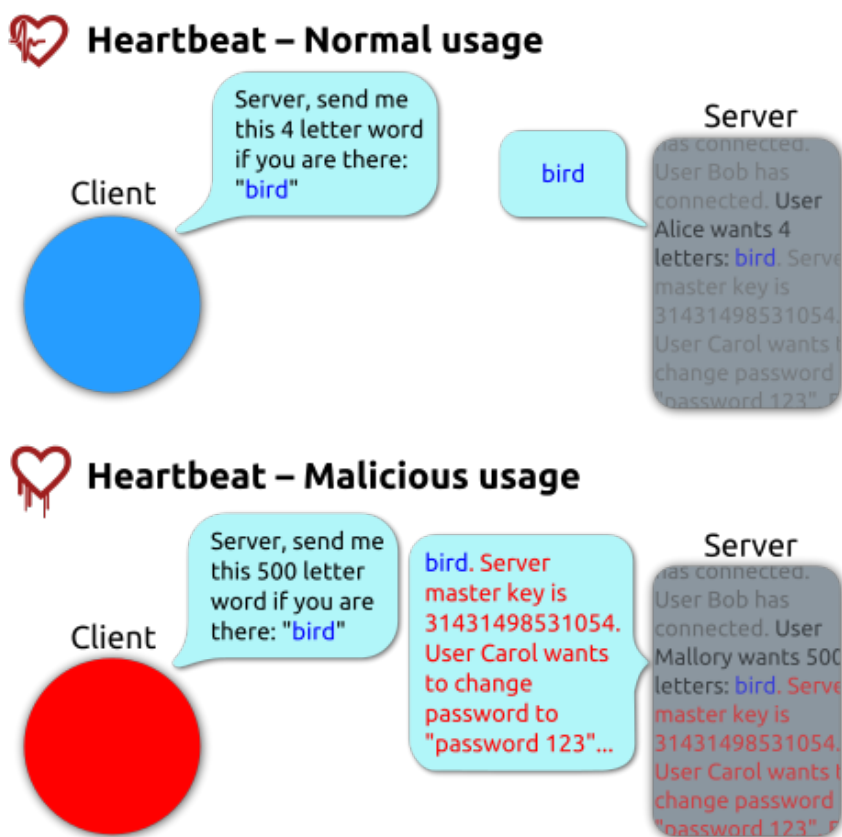 Heartbeat – Normal usage
Server, send me
this 4 letter word
if you are there:
"bird"
Client
bird
Server
has connected.
User Bob has
connected. User
Alice wants 4
letters: bird. Serve
master key is
31431498531054.
User Carol wants t
change password
"password 123".
Heartbeat – Malicious usage
Server, send me
this 500 letter
word if you are
there: "bird"
Client
bird. Server
master key is
31431498531054.
User Carol wants
to change
password to
"password 123"...
Server
has connected.
User Bob has
connected. User
Mallory wants 500
letters: bird. Serve
master key is
31431498531054.
User Carol wants t
change password
"password 123".